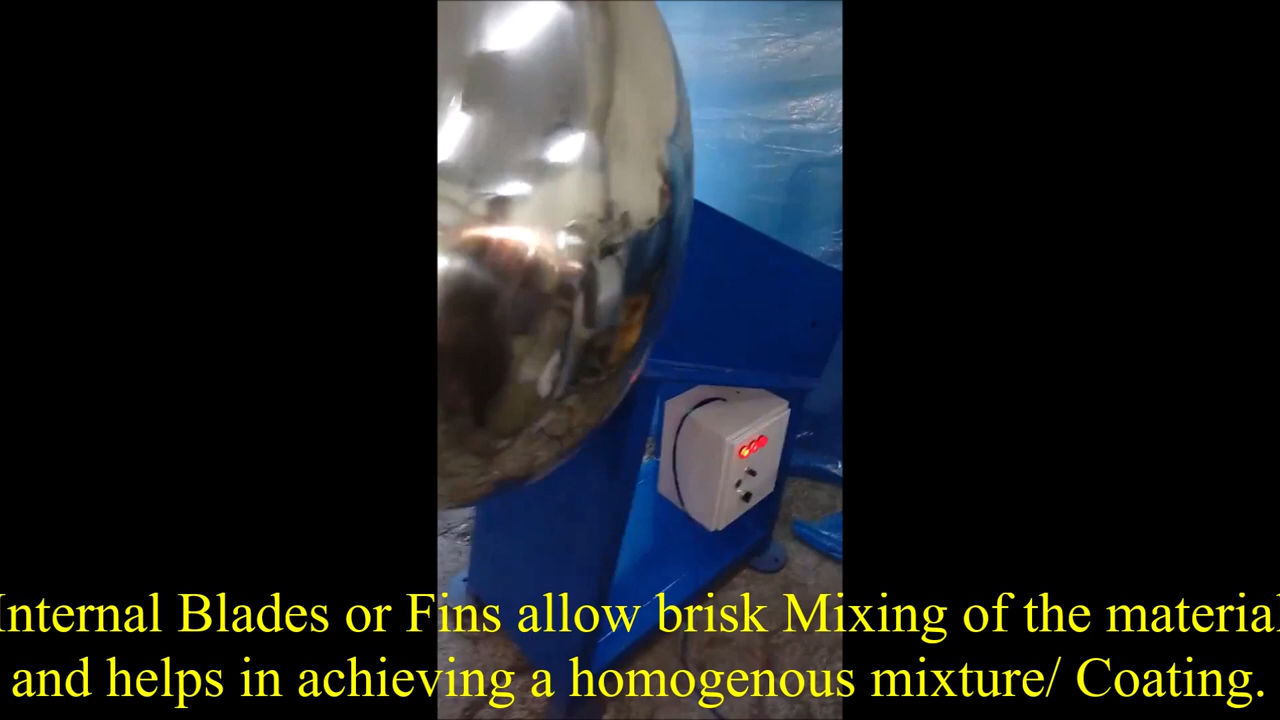 Internal Blades or Fins allow brisk Mixing of the material
and helps in achieving a homogenous mixture/ Coating.